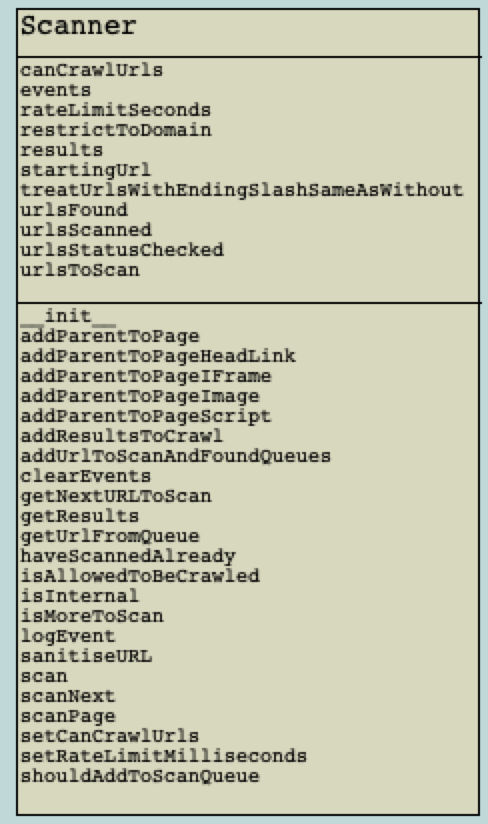 Scanner
canCrawlUrls
events
rateLimitSeconds
restrictToDomain
results
startingUrl
treatUrlsWithEndingSlashSameAsWithout
urlsFound
urlsScanned
urlsStatusChecked
urlsToScan
__init__
addParentToPage
addParentToPageHeadLink
addParentToPageIFrame
addParentToPageImage
addParentToPageScript
addResultsToCrawl
addUrlToScanAndFoundQueues
clearEvents
getNextURLToScan
getResults
getUrlFromQueue
haveScannedAlready
isAllowedToBeCrawled
isInternal
isMoreToScan
logEvent
sanitiseURL
scan
scanNext
scanPage
setCanCrawlUrls
setRateLimitMilliseconds
shouldAddToScanQueue